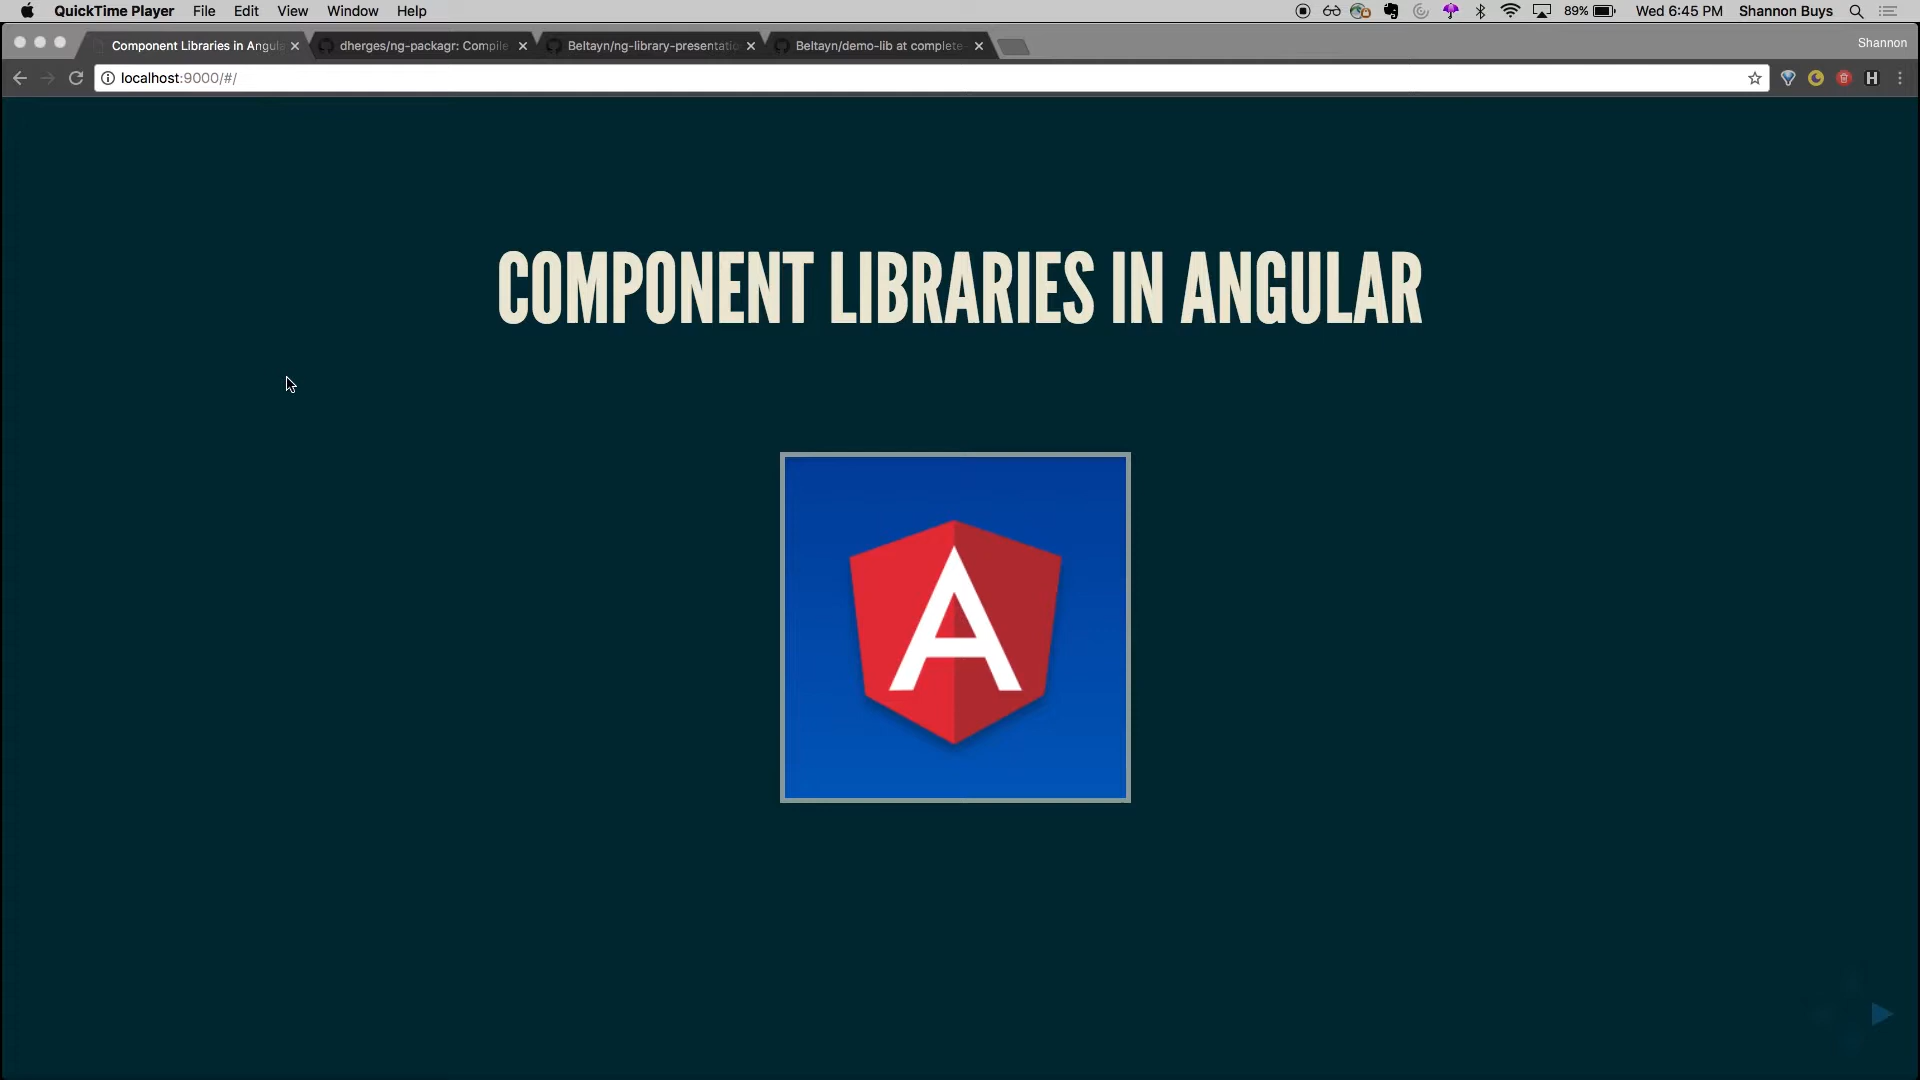 QuickTime Player File Edit View Window Help 89% Wed 6:45 PM Shannon Buys
Component Libraries in Angula dherges/ng-packagr: Compile Beltayn/ng-library-presentatio Beltayn/demo-lib at complete- Shannon
localhost:9000/#/ H
COMPONENT LIBRARIES IN ANGULAR
A